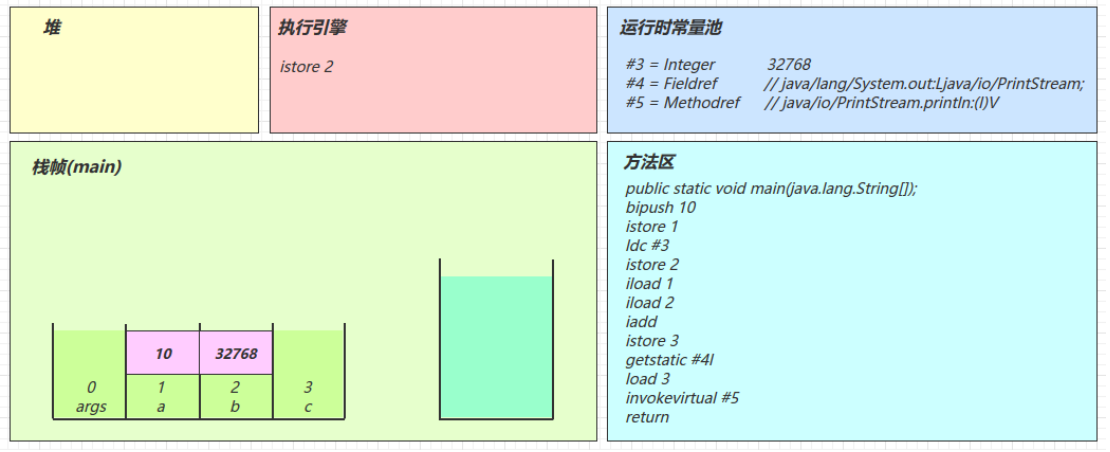 堆
执行引擎
istore 2
运行时常量池
#3 = Integer 32768
#4 = Fieldref // java/lang/System.out:Ljava/io/PrintStream;
#5 = Methodref // java/io/PrintStream.println:(I)V
栈帧(main)
10 32768
0 1 2 3
args a b c
方法区
public static void main(java.lang.String[]);
bipush 10
istore 1
ldc #3
istore 2
iload 1
iload 2
iadd
istore 3
getstatic #4l
load 3
invokevirtual #5
return